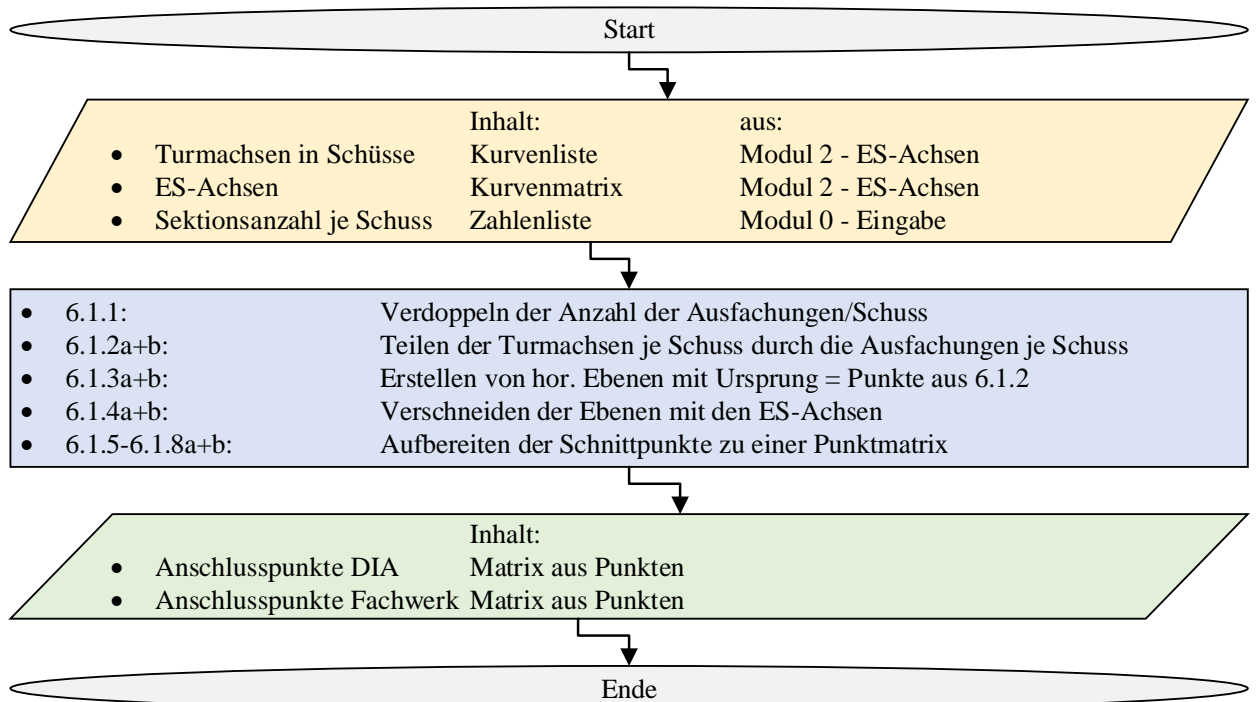 Start
Inhalt: aus:
• Turmachsen in Schüsse Kurvenliste Modul 2 - ES-Achsen
• ES-Achsen Kurvenmatrix Modul 2 - ES-Achsen
• Sektionsanzahl je Schuss Zahlenliste Modul 0 - Eingabe
• 6.1.1: Verdoppeln der Anzahl der Ausfachungen/Schuss
• 6.1.2a+b: Teilen der Turmachsen je Schuss durch die Ausfachungen je Schuss
• 6.1.3a+b: Erstellen von hor. Ebenen mit Ursprung = Punkte aus 6.1.2
• 6.1.4a+b: Verschneiden der Ebenen mit den ES-Achsen
• 6.1.5-6.1.8a+b: Aufbereiten der Schnittpunkte zu einer Punktmatrix
Inhalt:
• Anschlusspunkte DIA Matrix aus Punkten
• Anschlusspunkte Fachwerk Matrix aus Punkten
Ende